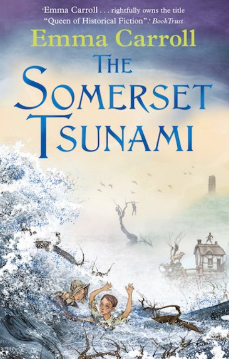 ‘Emma Carroll . . . rightfully owns the title
“Queen of Historical Fiction”.’ BookTrust
Emma Carroll
THE
SOMERSET
TSUNAMI